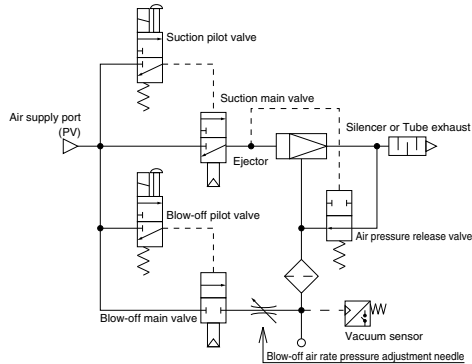 Suction pilot valve
Suction main valve
Air supply port
(PV)
Silencer or Tube exhaust
Ejector
Blow-off pilot valve
Air pressure release valve
Blow-off main valve
Vacuum sensor
Blow-off air rate pressure adjustment needle